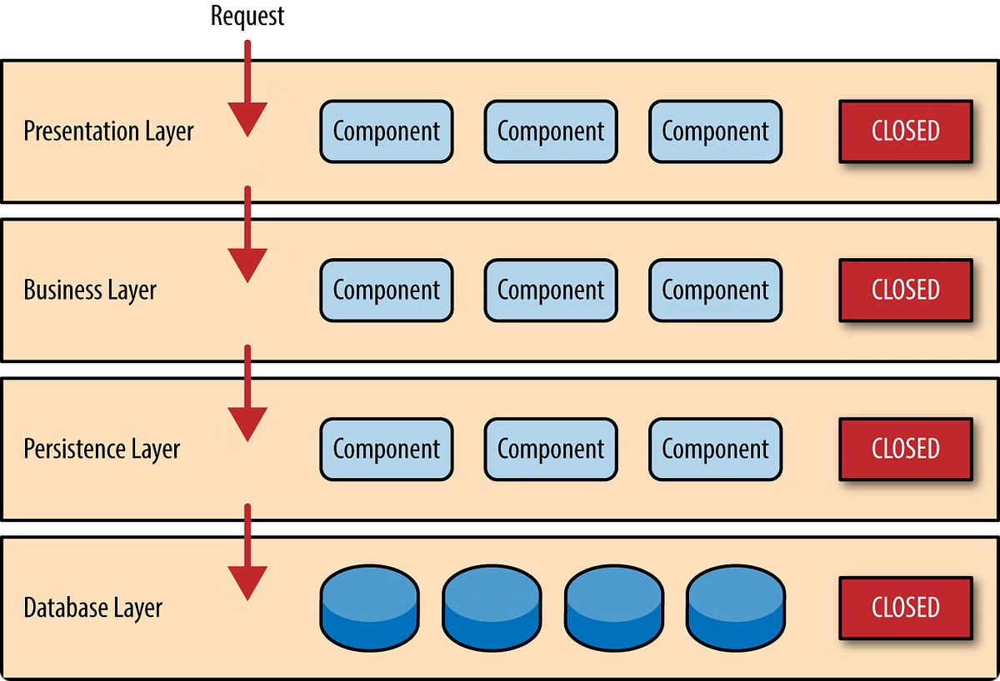 Request
Presentation Layer
Component
Component
Component
CLOSED
Business Layer
Component
Component
Component
CLOSED
Persistence Layer
Component
Component
Component
CLOSED
Database Layer
CLOSED